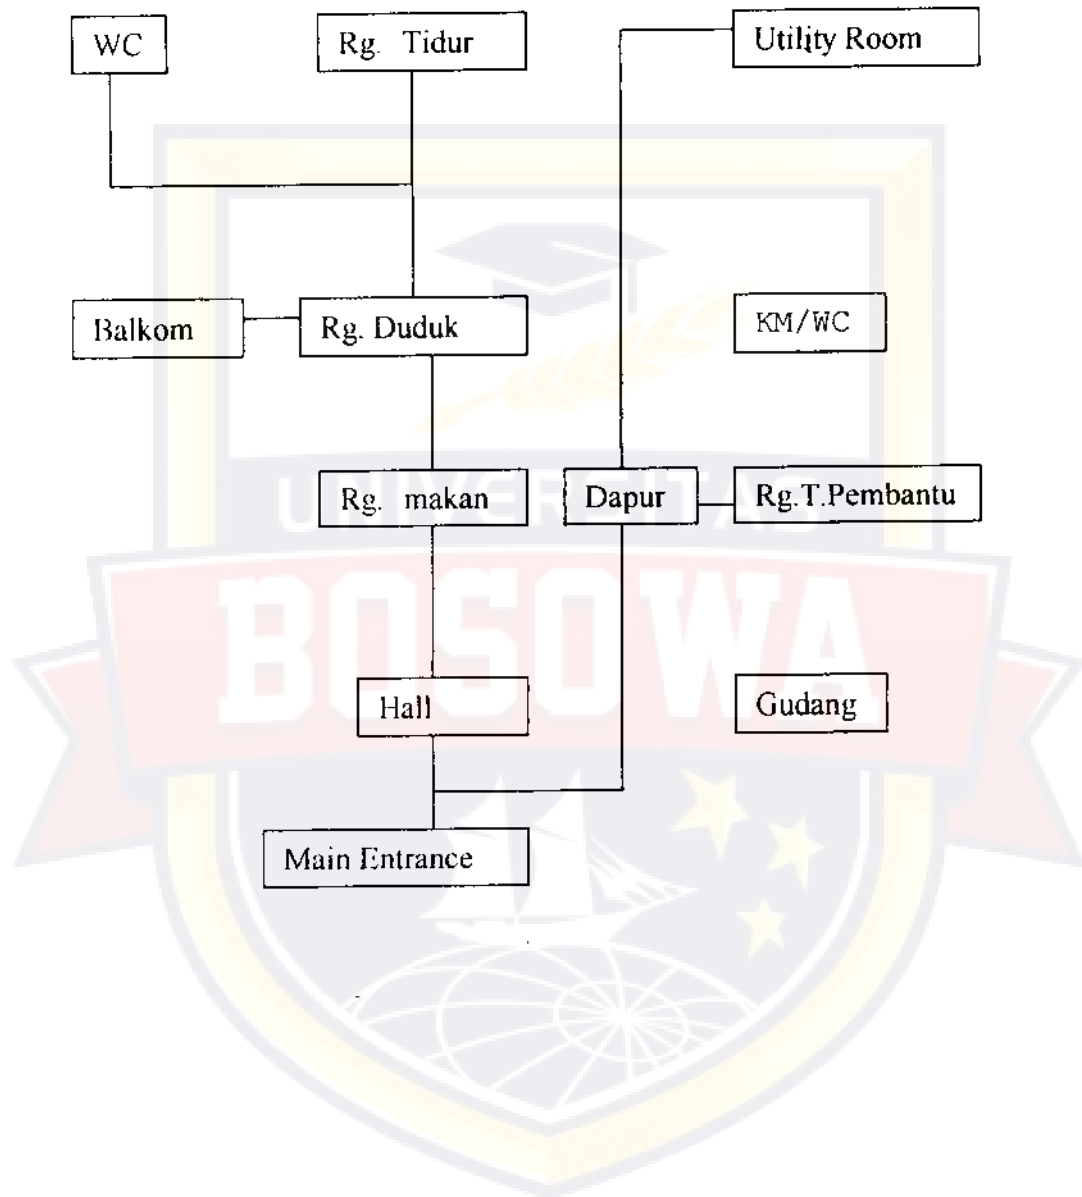 WC
Rg. Tidur
Utility Room
Balkom
Rg. Duduk
KM/WC
Rg. makan
Dapur
Rg.T.Pembantu
UNIVERSITAS
BOSOWA
Hall
Gudang
Main Entrance